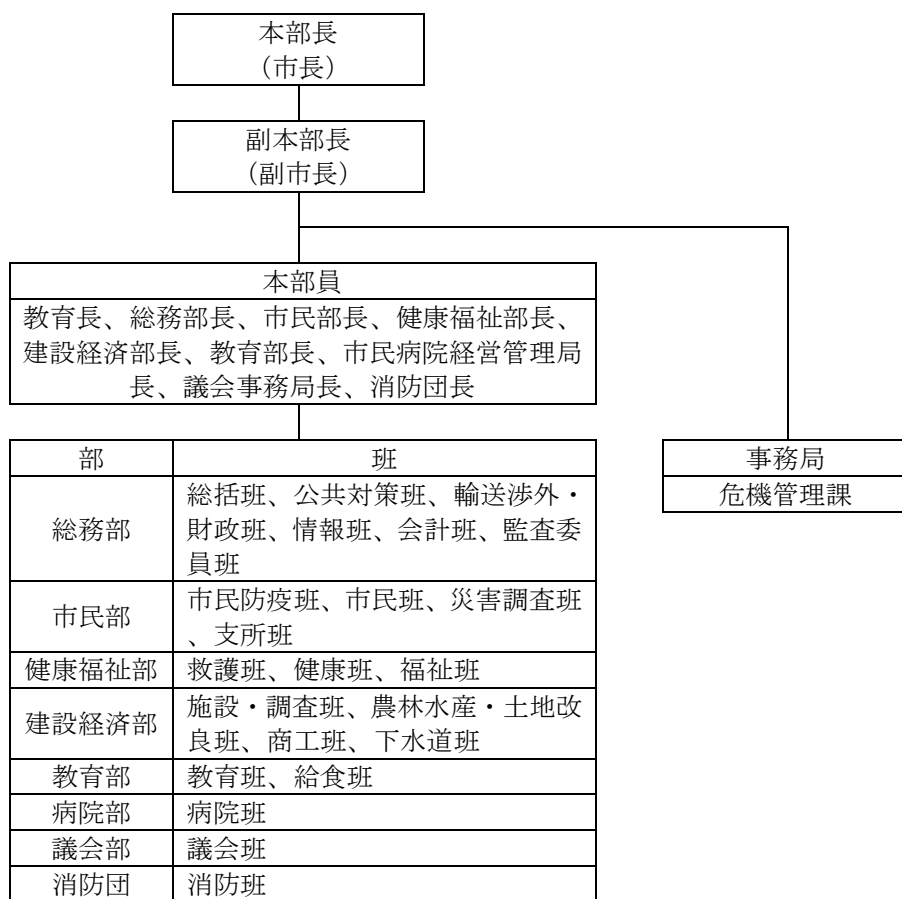 本部長
（市長）
副本部長
（副市長）
本部員
教育長、総務部長、市民部長、健康福祉部長、
建設経済部長、教育部長、市民病院経営管理局
長、議会事務局長、消防団長
部
班
総務部
総括班、公共対策班、輸送渉外・
財政班、情報班、会計班、監査委
員班
市民部
市民防疫班、市民班、災害調査班
、支所班
健康福祉部
救護班、健康班、福祉班
建設経済部
施設・調査班、農林水産・土地改
良班、商工班、下水道班
教育部
教育班、給食班
病院部
病院班
議会部
議会班
消防団
消防班
事務局
危機管理課